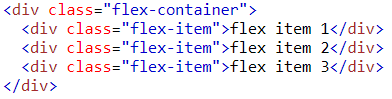 <div class="flex-container">
  <div class="flex-item">flex item 1</div>
  <div class="flex-item">flex item 2</div>
  <div class="flex-item">flex item 3</div>
</div>